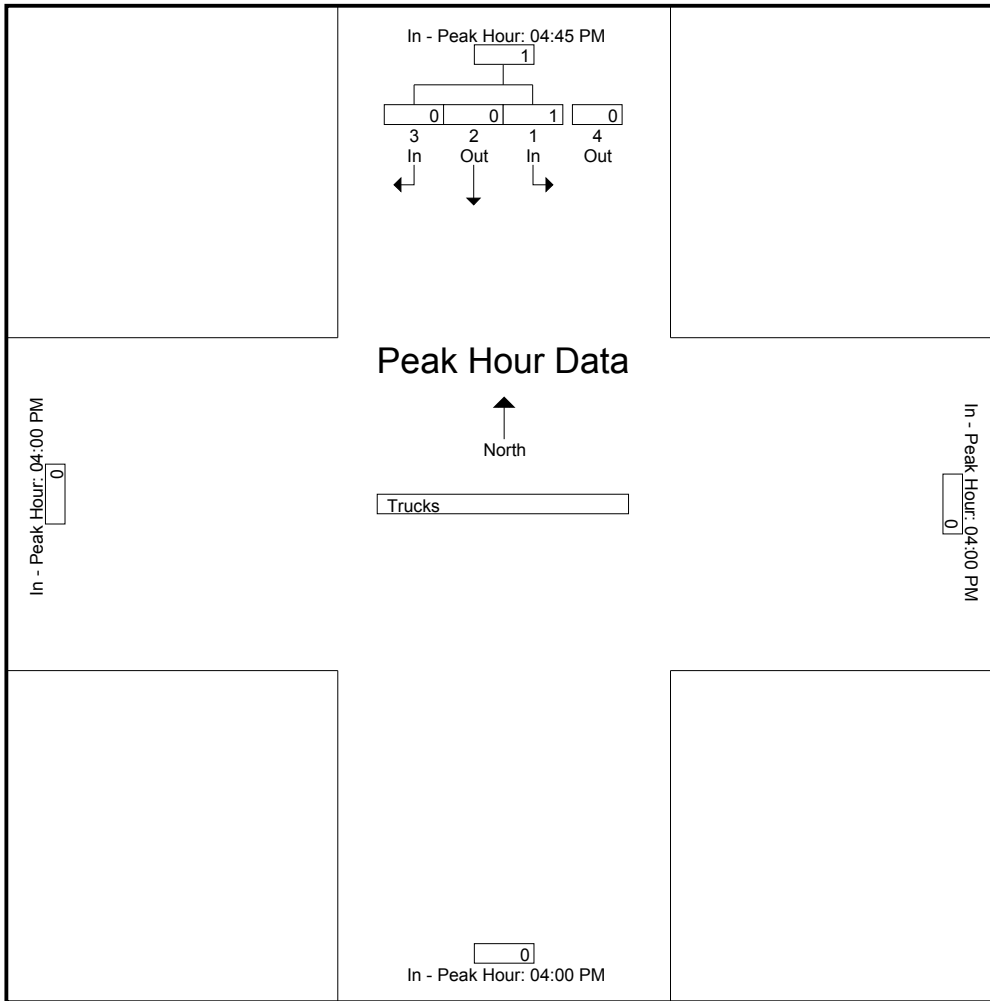 In - Peak Hour: 04:45 PM
1
0 0 1 0
3 2 1 4
In Out In Out
Peak Hour Data
North
Trucks
In - Peak Hour: 04:00 PM
0
In - Peak Hour: 04:00 PM
0
0
In - Peak Hour: 04:00 PM